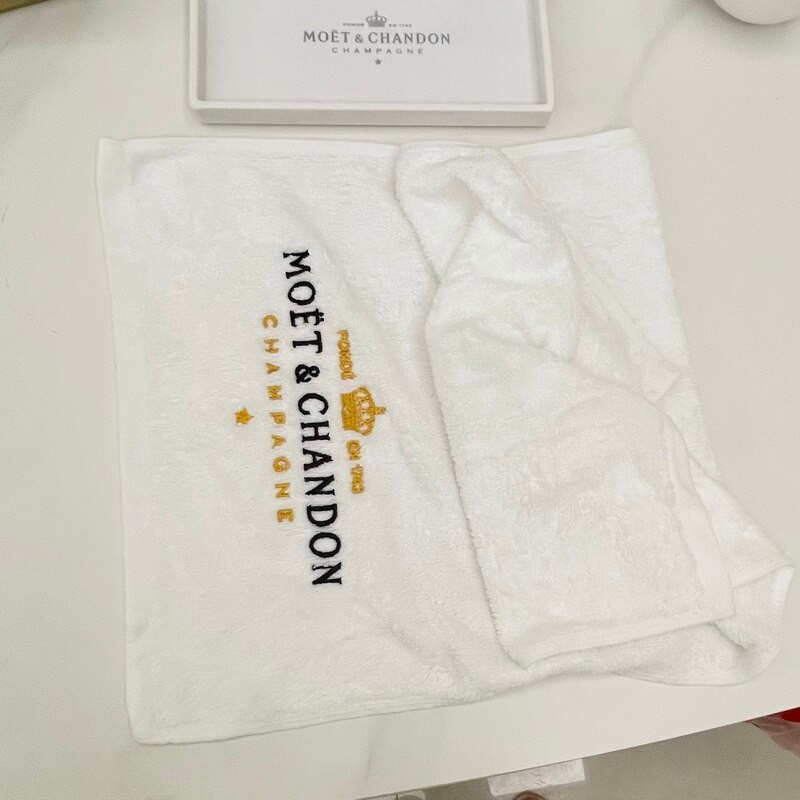 FONDÉ EN 1743
MOËT & CHANDON
CHAMPAGNE
FONDÉ EN 1743
MOËT & CHANDON
CHAMPAGNE